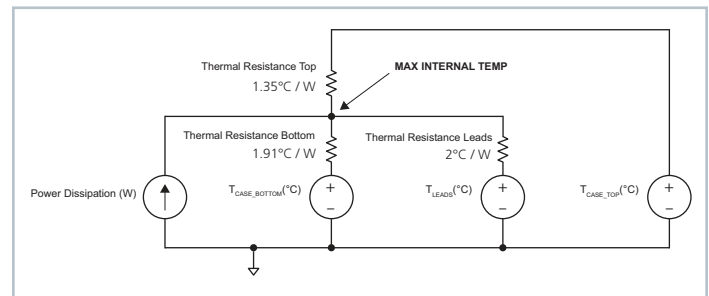 Thermal Resistance Top
1.35°C / W
MAX INTERNAL TEMP
Thermal Resistance Bottom
1.91°C / W
Thermal Resistance Leads
2°C / W
Power Dissipation (W)
T_CASE_BOTTOM(°C)
+
–
T_LEADS(°C)
+
–
T_CASE_TOP(°C)
+
–